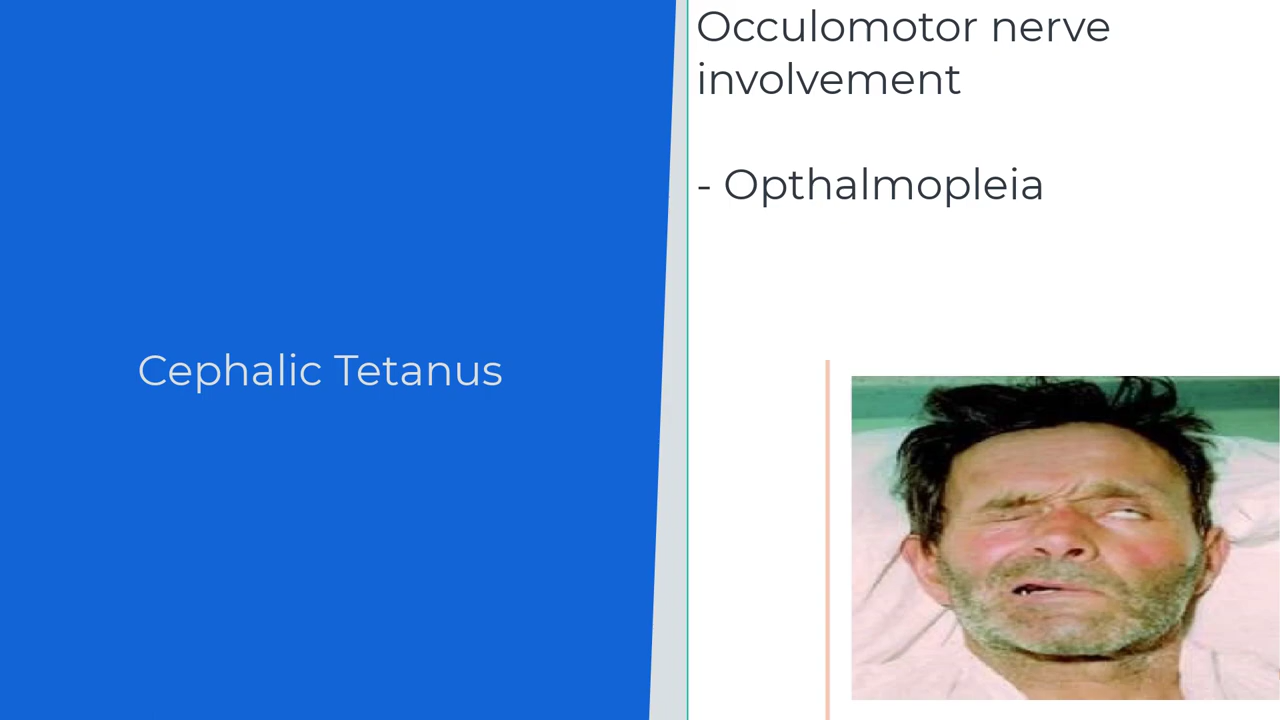 Occulomotor nerve
involvement
- Opthalmopleia
Cephalic Tetanus